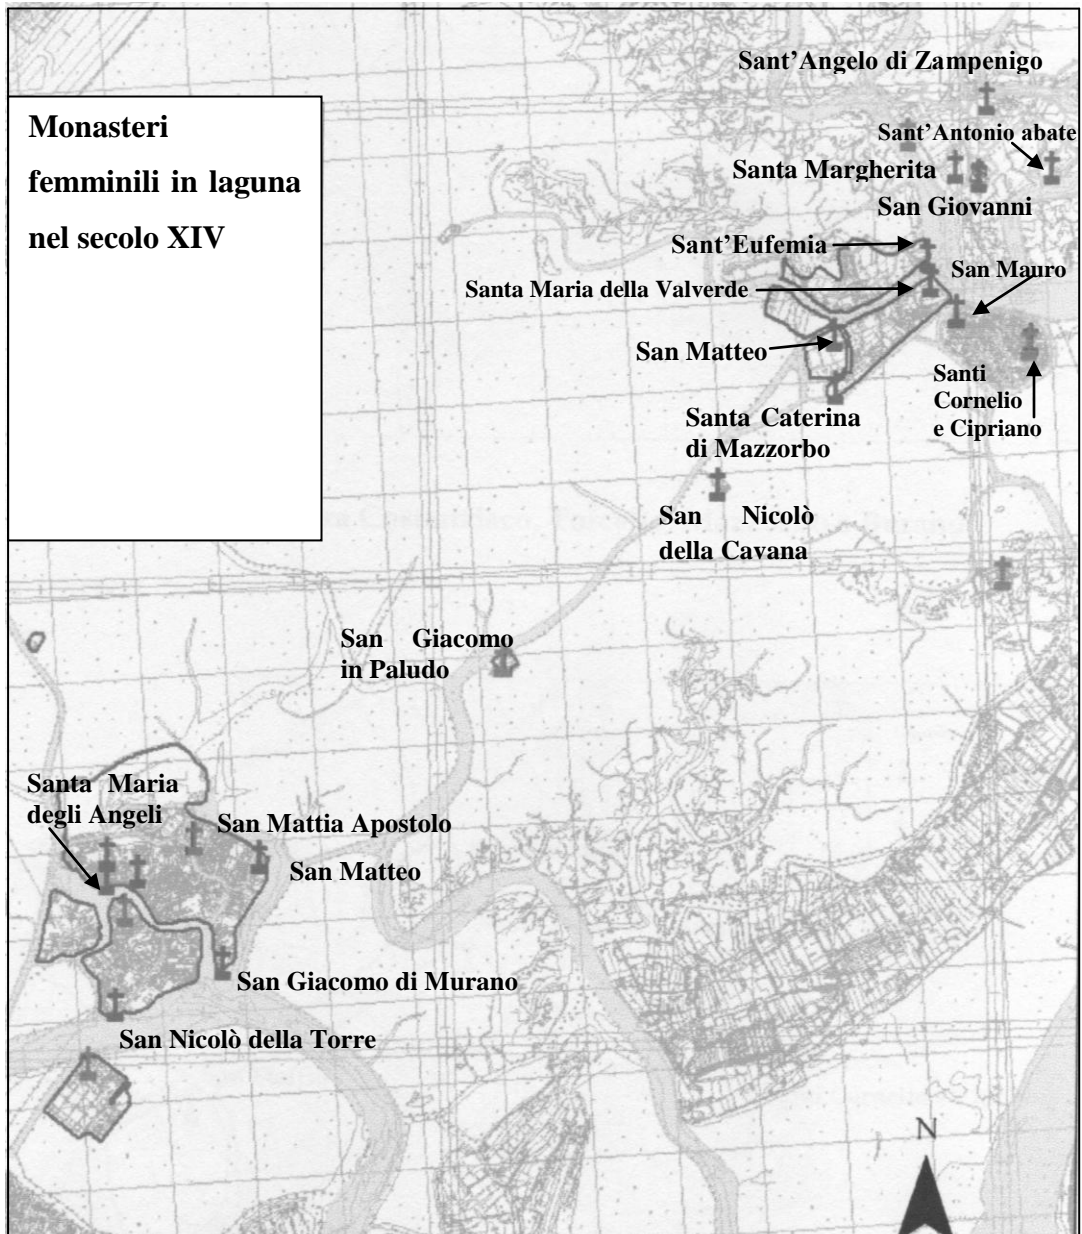 Monasteri
femminili in laguna
nel secolo XIV
Sant’Angelo di Zampenigo
Sant’Antonio abate
Santa Margherita
San Giovanni
Sant’Eufemia
San Mauro
Santa Maria della Valverde
San Matteo
Santi
Cornelio
e Cipriano
Santa Caterina
di Mazzorbo
San Nicolò
della Cavana
San Giacomo
in Paludo
Santa Maria
degli Angeli
San Mattia Apostolo
San Matteo
San Giacomo di Murano
San Nicolò della Torre
N